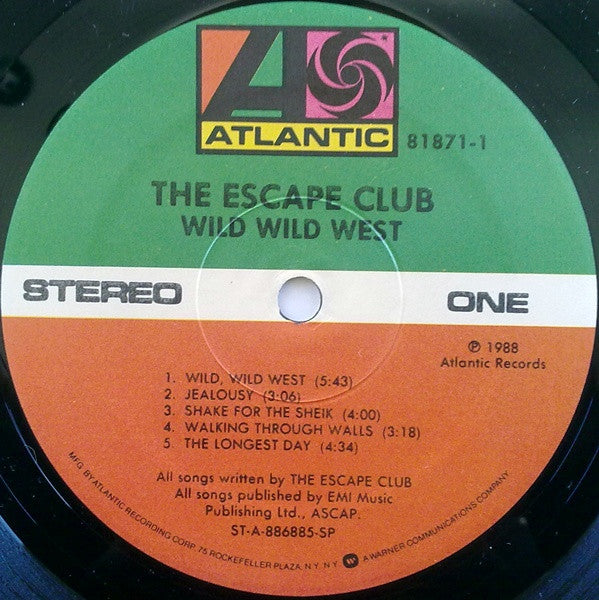 ATLANTIC
81871-1
THE ESCAPE CLUB
WILD WILD WEST
STEREO ONE
℗ 1988
Atlantic Records
1. WILD, WILD WEST (5:43)
2. JEALOUSY (3:06)
3. SHAKE FOR THE SHEIK (4:00)
4. WALKING THROUGH WALLS (3:18)
5. THE LONGEST DAY (4:34)
All songs written by THE ESCAPE CLUB
All songs published by EMI Music
Publishing Ltd., ASCAP.
ST-A-886885-SP
MFG. BY ATLANTIC RECORDING CORP. 75 ROCKEFELLER PLAZA, N.Y. N.Y. A WARNER COMMUNICATIONS COMPANY